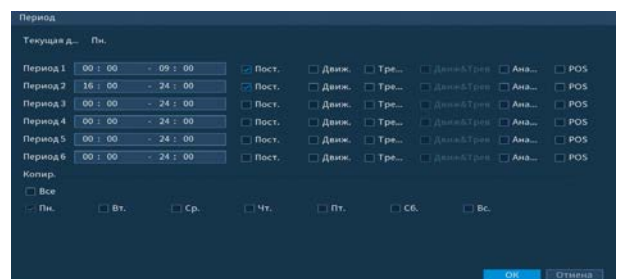 Период
Текущая д... Пн.
Период 1 00 : 00 - 09 : 00 Пост. Движ. Тре... Движ&Трев Ана... POS
Период 2 16 : 00 - 24 : 00 Пост. Движ. Тре... Движ&Трев Ана... POS
Период 3 00 : 00 - 24 : 00 Пост. Движ. Тре... Движ&Трев Ана... POS
Период 4 00 : 00 - 24 : 00 Пост. Движ. Тре... Движ&Трев Ана... POS
Период 5 00 : 00 - 24 : 00 Пост. Движ. Тре... Движ&Трев Ана... POS
Период 6 00 : 00 - 24 : 00 Пост. Движ. Тре... Движ&Трев Ана... POS
Копир.
Все
Пн. Вт. Ср. Чт. Пт. Сб. Вс.
OK Отмена